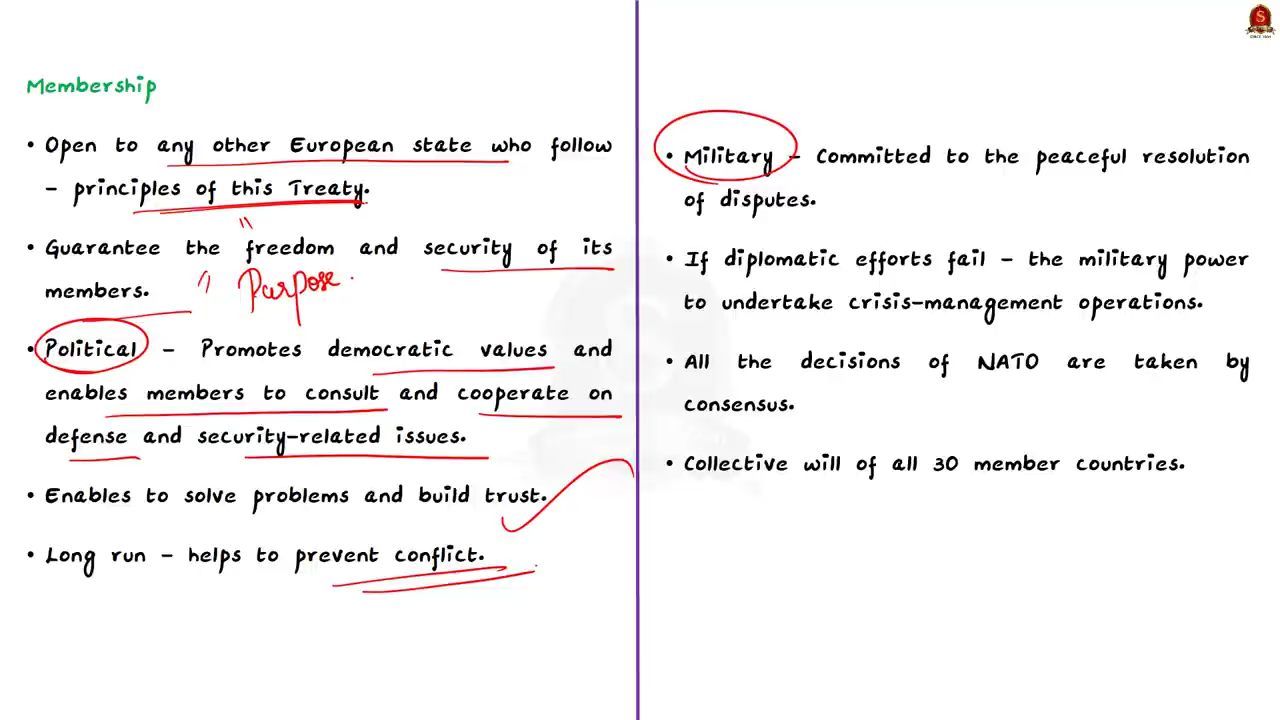 Membership
• Open to any other European state who follow
– principles of this Treaty.
• Guarantee the freedom and security of its
members.
Purpose.
• Political – Promotes democratic values and
enables members to consult and cooperate on
defense and security-related issues.
• Enables to solve problems and build trust.
• Long run – helps to prevent conflict.
• Military – Committed to the peaceful resolution
of disputes.
• If diplomatic efforts fail – the military power
to undertake crisis-management operations.
• All the decisions of NATO are taken by
consensus.
• Collective will of all 30 member countries.